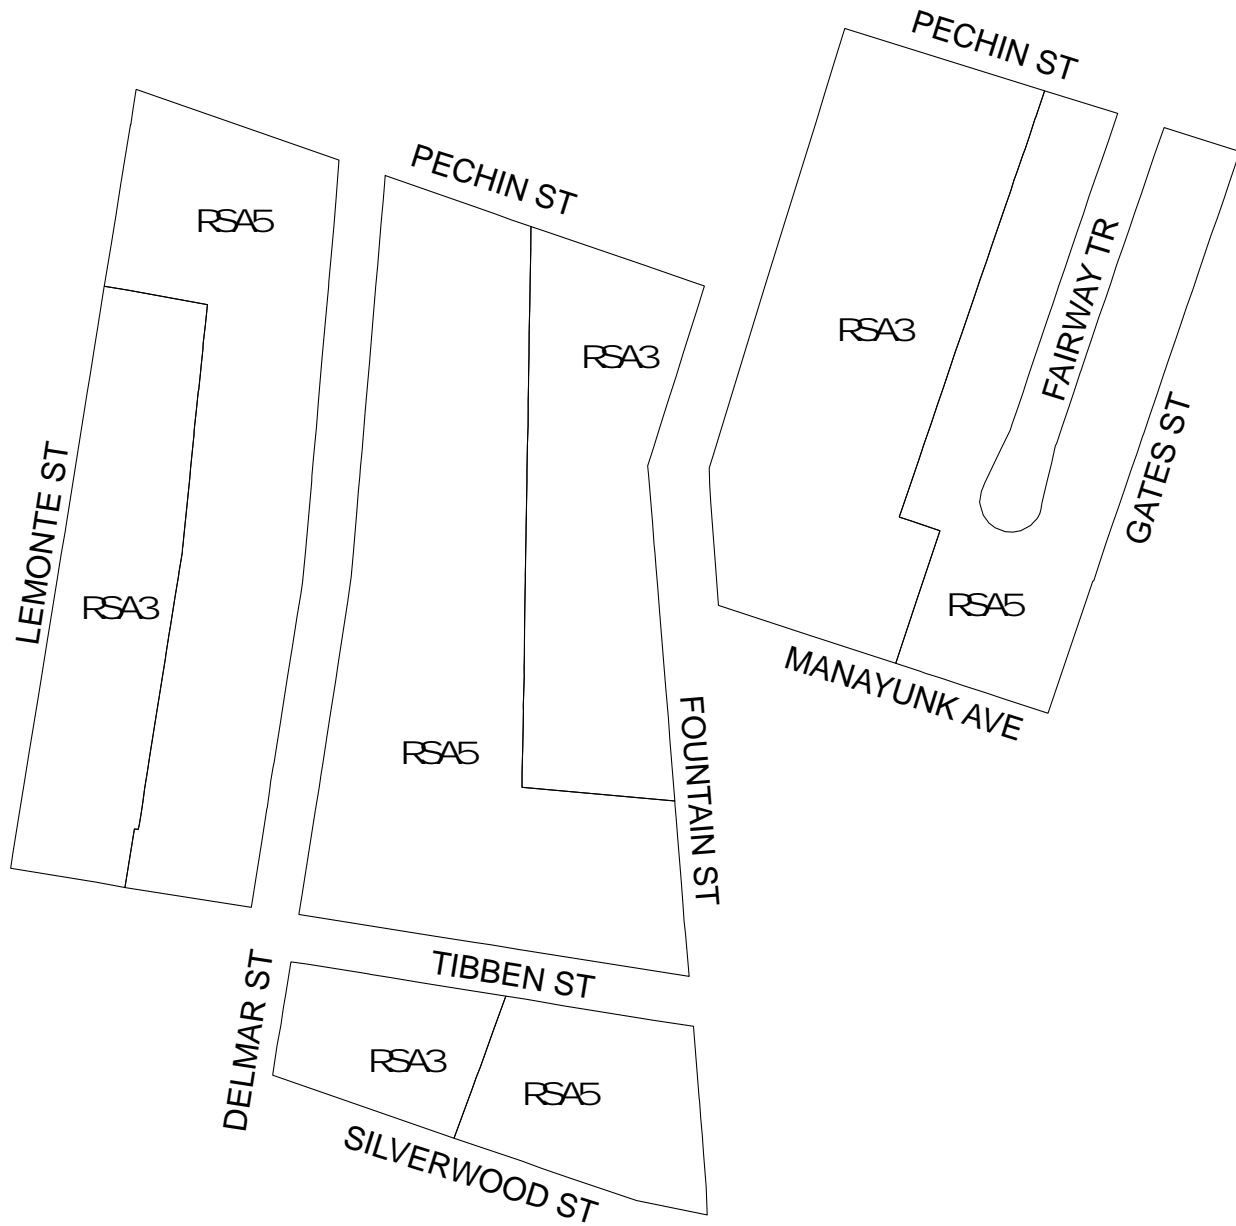 PECHIN ST
PECHIN ST
RSA5
FAIRWAY TR
RSA3
RSA3
GATES ST
LEMONTE ST
RSA3
RSA5
MANAYUNK AVE
RSA5
FOUNTAIN ST
TIBBEN ST
DELMAR ST
RSA3
RSA5
SILVERWOOD ST